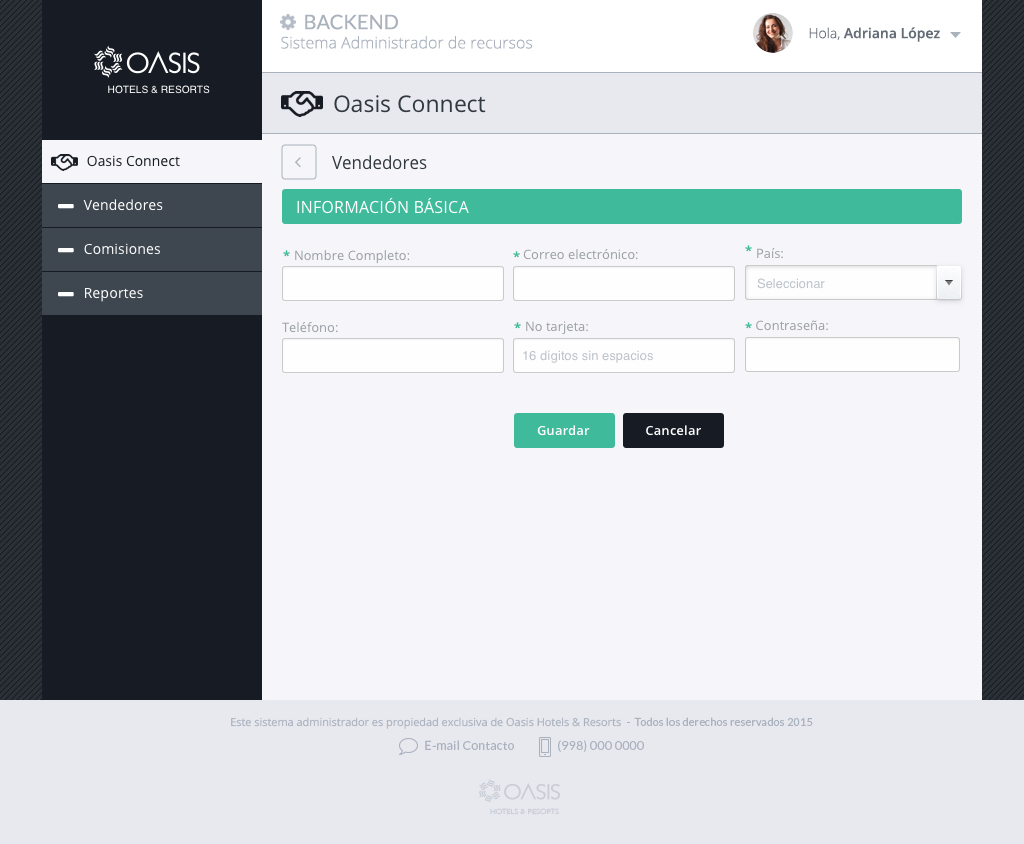 OASIS
HOTELS & RESORTS
BACKEND
Sistema Administrador de recursos
Hola, Adriana López
Oasis Connect
Oasis Connect
Vendedores
Comisiones
Reportes
Vendedores
INFORMACIÓN BÁSICA
* Nombre Completo:
* Correo electrónico:
* País:
Seleccionar
Teléfono:
* No tarjeta:
* Contraseña:
16 digitos sin espacios
Guardar
Cancelar
Este sistema administrador es propiedad exclusiva de Oasis Hotels & Resorts - Todos los derechos reservados 2015
E-mail Contacto
(998) 000 0000
OASIS
HOTELS & RESORTS